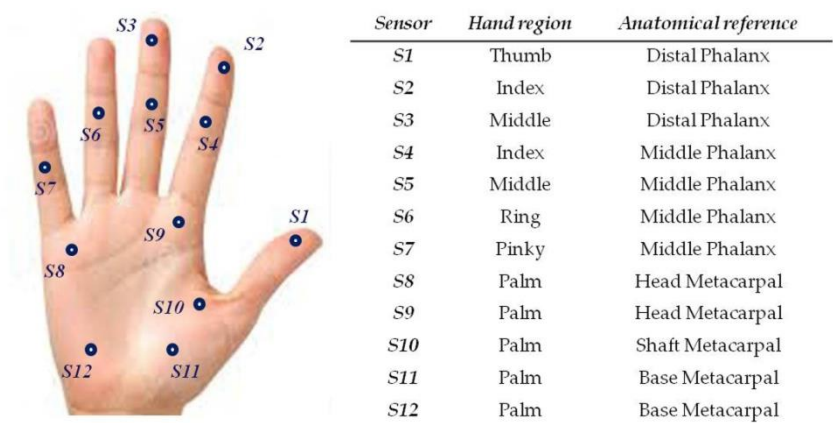 S3
S2
S6
S5
S4
S7
S1
S9
S8
S10
S12
S11
Sensor Hand region Anatomical reference
S1 Thumb Distal Phalanx
S2 Index Distal Phalanx
S3 Middle Distal Phalanx
S4 Index Middle Phalanx
S5 Middle Middle Phalanx
S6 Ring Middle Phalanx
S7 Pinky Middle Phalanx
S8 Palm Head Metacarpal
S9 Palm Head Metacarpal
S10 Palm Shaft Metacarpal
S11 Palm Base Metacarpal
S12 Palm Base Metacarpal